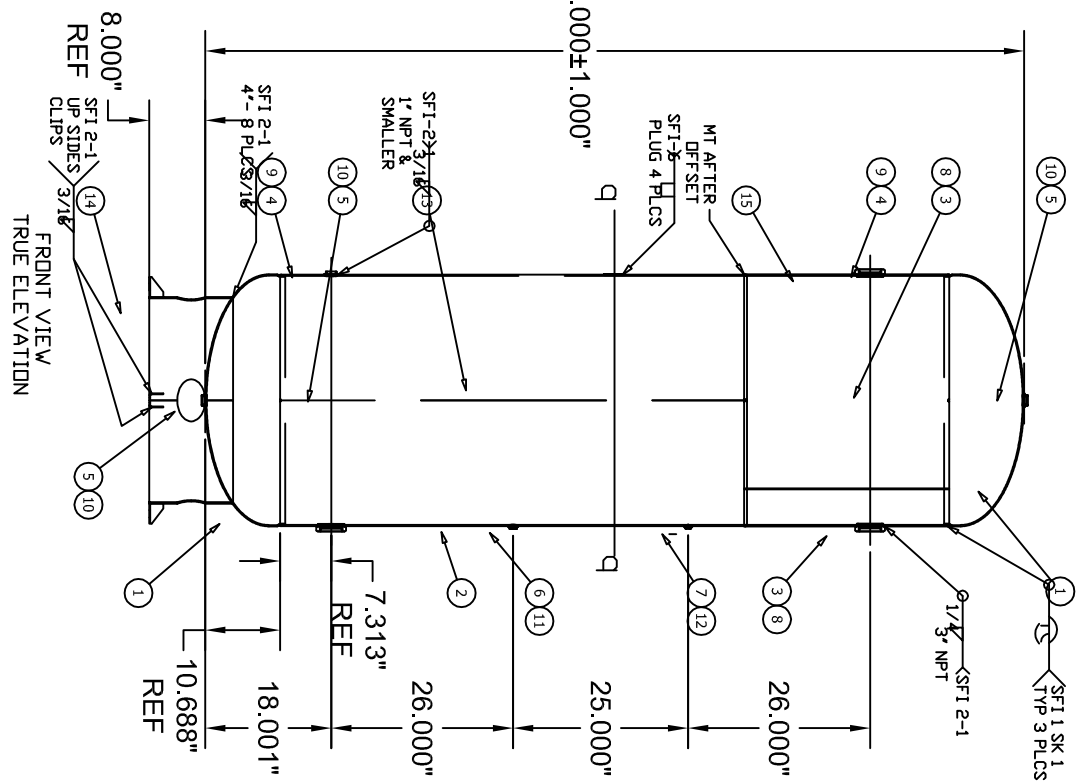 .000±1.000"
8.000"
REF
SFI 2-1
UP SIDES
CLIPS
3/16
14
SFI 2-1
4"- 8 PLCS
3/16
9
4
10
5
SFI-2
1
1" NPT &
SMALLER
3/16
13
SFI-
PLUG 4 PLCS
MT AFTER
OFFSET
15
9
4
8
3
10
5
FRONT VIEW
TRUE ELEVATION
5
10
1
2
6
11
7
12
3
8
1
1/4
3" NPT
SFI 2-1
SFI 1 SK 1
TYP 3 PLCS
7.313"
REF
10.688"
REF
18.001"
26.000"
25.000"
26.000"